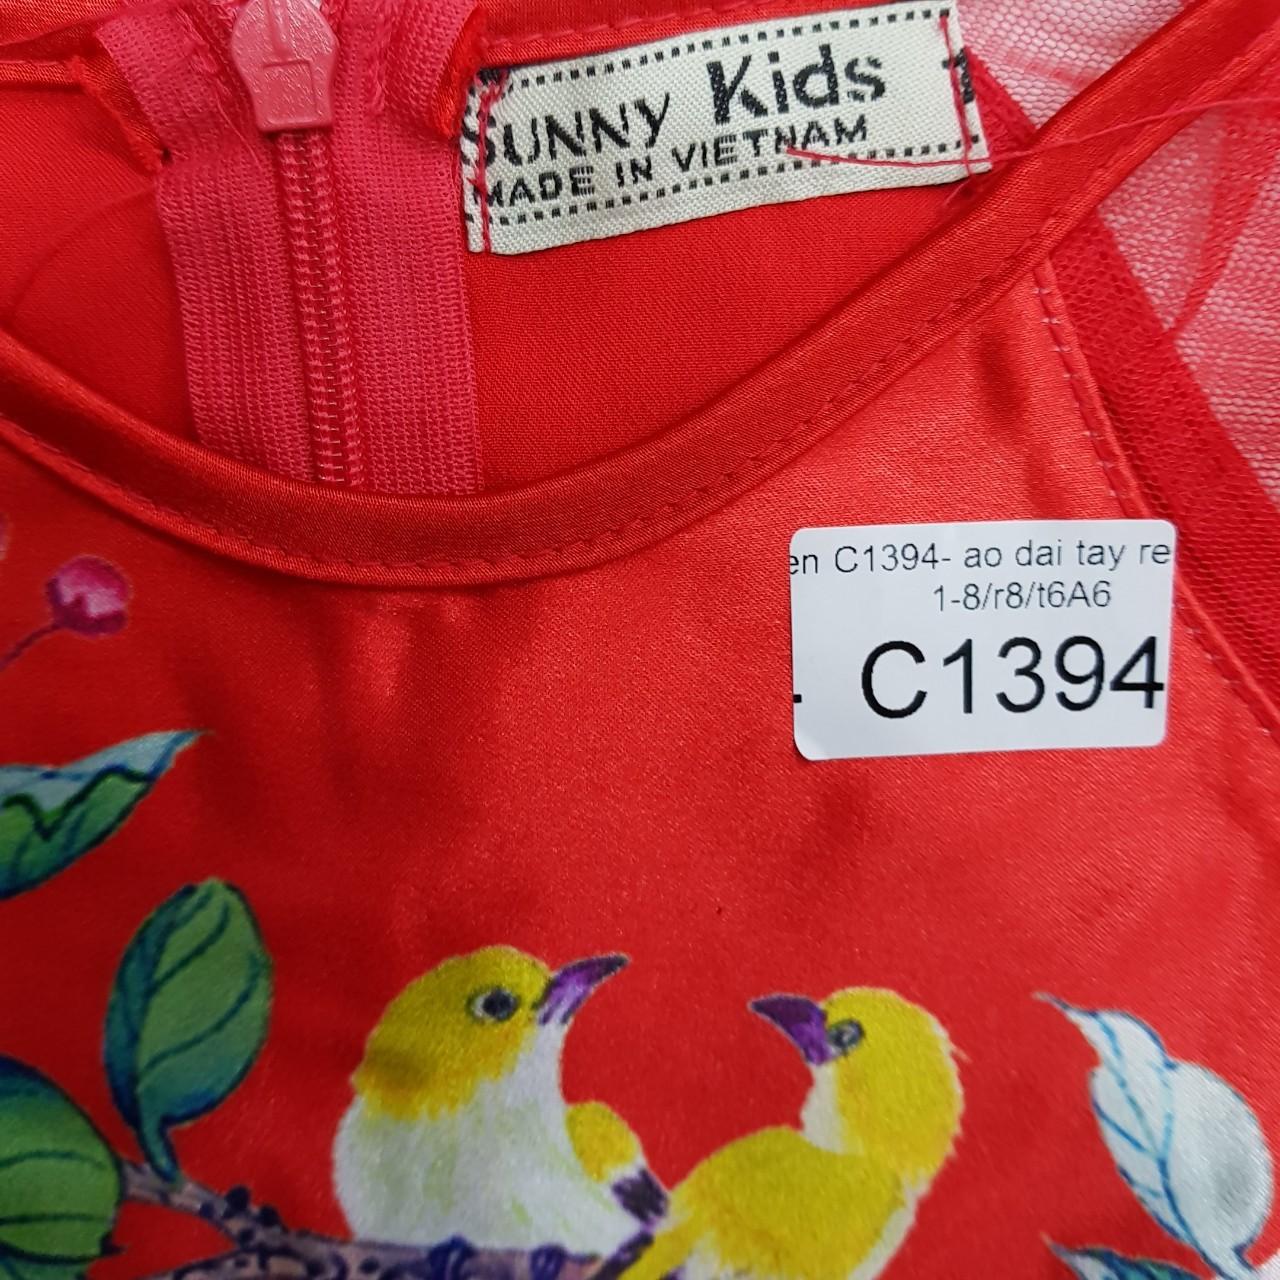 SUNNY Kids
MADE IN VIETNAM
en C1394- ao dai tay re
1-8/r8/t6A6
- C1394